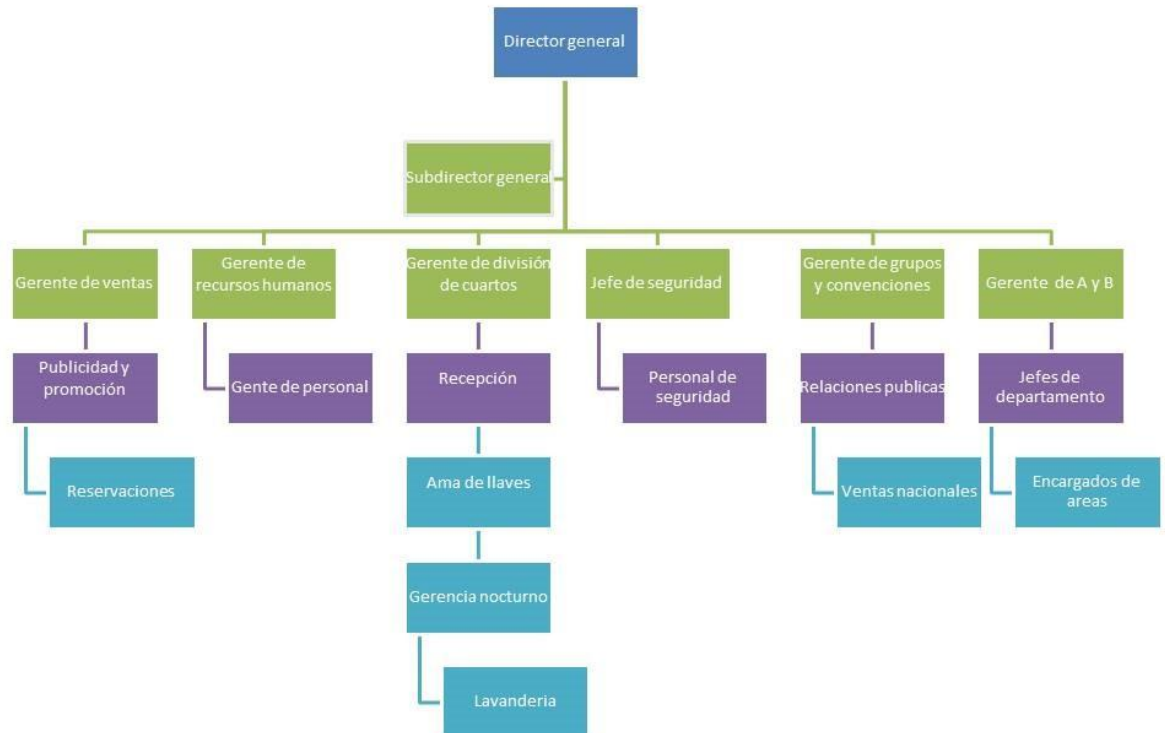 Director general
Subdirector general
Gerente de ventas
Gerente de
recursos humanos
Gerente de división
de cuartos
Jefe de seguridad
Gerente de grupos
y convenciones
Gerente de A y B
Publicidad y
promoción
Gente de personal
Recepción
Personal de
seguridad
Relaciones publicas
Jefes de
departamento
Reservaciones
Ama de llaves
Ventas nacionales
Encargados de
areas
Gerencia nocturno
Lavanderia